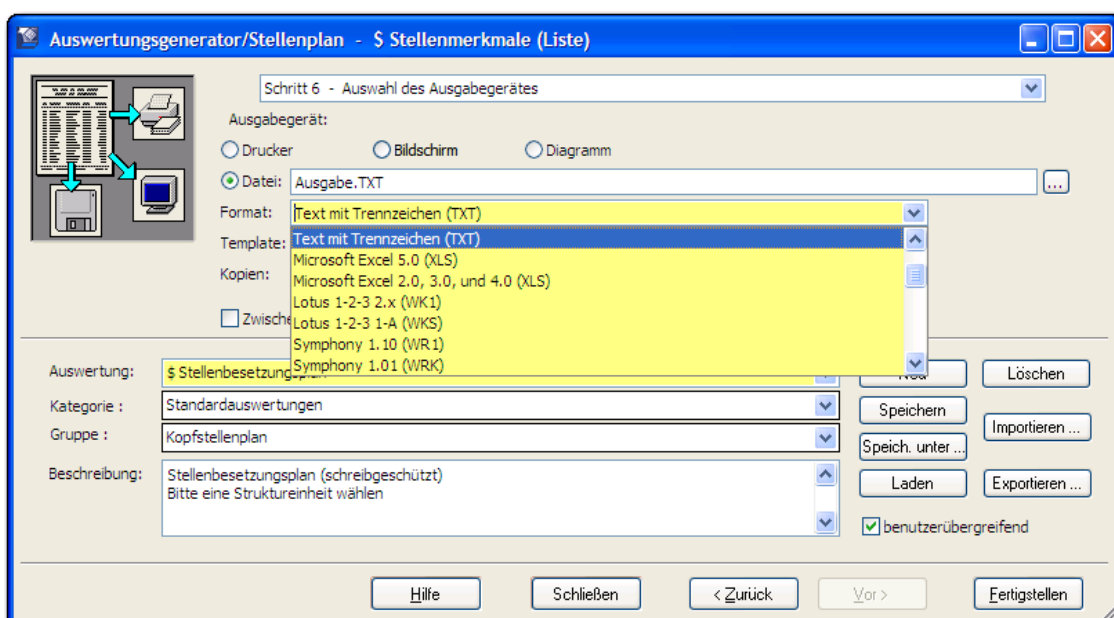 Auswertungsgenerator/Stellenplan - $ Stellenmerkmale (Liste)
Schritt 6 - Auswahl des Ausgabegerätes
Ausgabegerät:
Drucker Bildschirm Diagramm
Datei: Ausgabe.TXT ...
Format: Text mit Trennzeichen (TXT)
Template: Text mit Trennzeichen (TXT)
Microsoft Excel 5.0 (XLS)
Kopien:
Microsoft Excel 2.0, 3.0, und 4.0 (XLS)
Lotus 1-2-3 2.x (WK1)
Lotus 1-2-3 1-A (WKS)
Symphony 1.10 (WR1)
Symphony 1.01 (WRK)
Auswertung: $ Stellenbesetzungsplan Neu Löschen
Kategorie : Standardauswertungen Speichern
Importieren ...
Gruppe : Kopfstellenplan Speich. unter ...
Beschreibung: Stellenbesetzungsplan (schreibgeschützt)
Bitte eine Struktureinheit wählen
Laden Exportieren ...
benutzerübergreifend
Hilfe Schließen < Zurück Vor > Fertigstellen